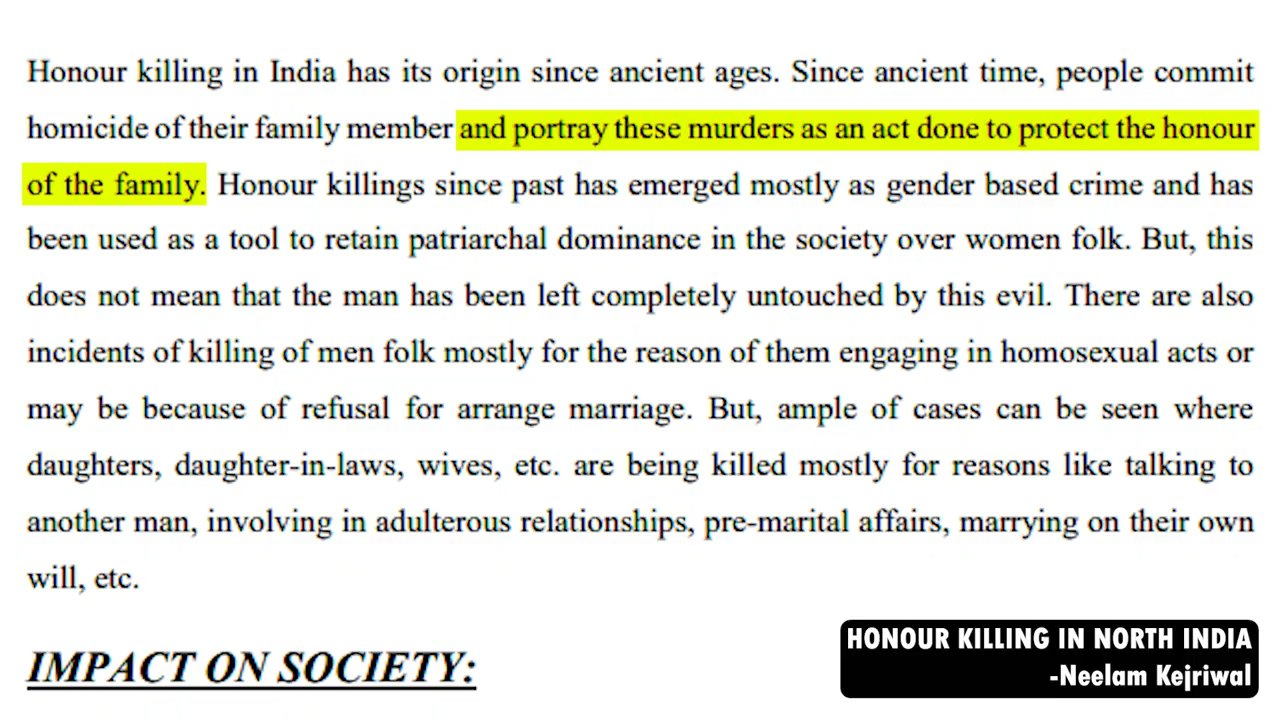 Honour killing in India has its origin since ancient ages. Since ancient time, people commit
homicide of their family member and portray these murders as an act done to protect the honour
of the family. Honour killings since past has emerged mostly as gender based crime and has
been used as a tool to retain patriarchal dominance in the society over women folk. But, this
does not mean that the man has been left completely untouched by this evil. There are also
incidents of killing of men folk mostly for the reason of them engaging in homosexual acts or
may be because of refusal for arrange marriage. But, ample of cases can be seen where
daughters, daughter-in-laws, wives, etc. are being killed mostly for reasons like talking to
another man, involving in adulterous relationships, pre-marital affairs, marrying on their own
will, etc.
IMPACT ON SOCIETY:
HONOUR KILLING IN NORTH INDIA
-Neelam Kejriwal